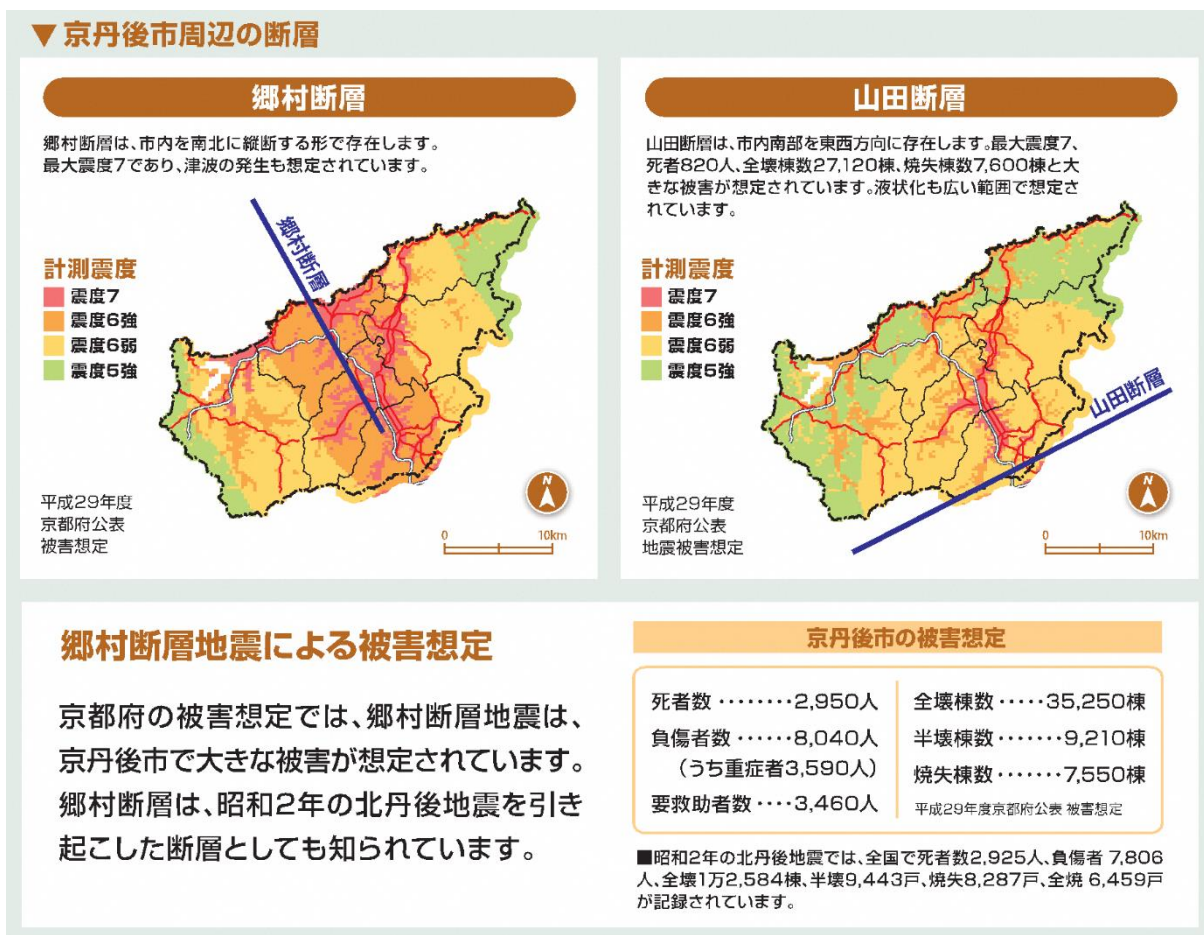 ▼京丹後市周辺の断層
郷村断層
郷村断層は、市内を南北に縦断する形で存在します。
最大震度7であり、津波の発生も想定されています。
郷村断層
計測震度
震度7
震度6強
震度6弱
震度5強
平成29年度
京都府公表
被害想定
N
0 10km
山田断層
山田断層は、市内南部を東西方向に存在します。最大震度7、
死者820人、全壊棟数27,120棟、焼失棟数7,600棟と大
きな被害が想定されています。液状化も広い範囲で想定さ
れています。
計測震度
震度7
震度6強
震度6弱
震度5強
山田断層
平成29年度
京都府公表
地震被害想定
N
0 10km
郷村断層地震による被害想定
京都府の被害想定では、郷村断層地震は、
京丹後市で大きな被害が想定されています。
郷村断層は、昭和2年の北丹後地震を引き
起こした断層としても知られています。
京丹後市の被害想定
死者数 ········2,950人
負傷者数 ······8,040人
(うち重症者3,590人)
要救助者数 ····3,460人
全壊棟数 ·····35,250棟
半壊棟数 ·······9,210棟
焼失棟数 ·······7,550棟
平成29年度京都府公表 被害想定
■昭和2年の北丹後地震では、全国で死者数2,925人、負傷者 7,806
人、全壊1万2,584棟、半壊9,443戸、焼失8,287戸、全焼 6,459戸
が記録されています。